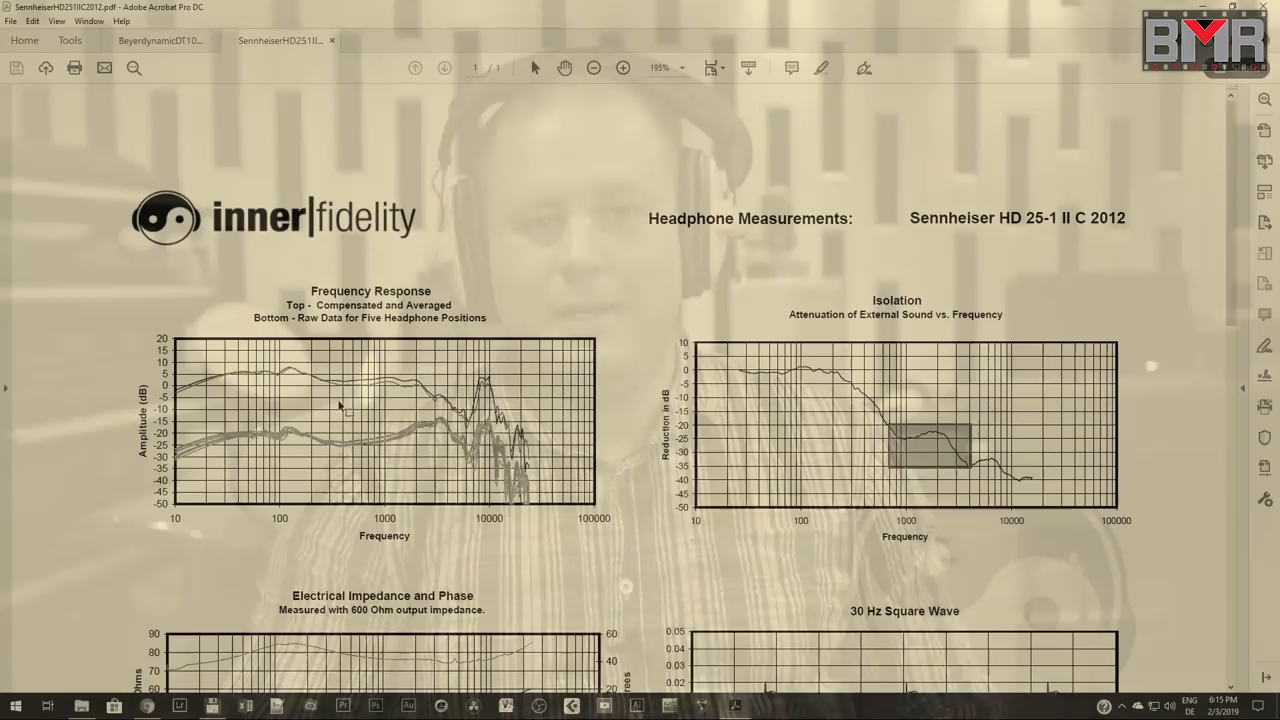 SennheiserHD251IIC2012.pdf - Adobe Acrobat Pro DC
File Edit View Window Help
Home Tools BeyerdynamicDT10... SennheiserHD251II... ×
1 / 1 195%
BMR
inner|fidelity
Headphone Measurements: Sennheiser HD 25-1 II C 2012
Frequency Response
Top - Compensated and Averaged
Bottom - Raw Data for Five Headphone Positions
Amplitude (dB)
20
15
10
5
0
-5
-10
-15
-20
-25
-30
-35
-40
-45
-50
10 100 1000 10000 100000
Frequency
Isolation
Attenuation of External Sound vs. Frequency
Reduction in dB
10
5
0
-5
-10
-15
-20
-25
-30
-35
-40
-45
-50
10 100 1000 10000 100000
Frequency
Electrical Impedance and Phase
Measured with 600 Ohm output impedance.
90
80
70
60
60
40
20
30 Hz Square Wave
0.05
0.04
0.03
0.02
Lr Pr Ps Au Ai
ENG
DE
6:15 PM
2/3/2019